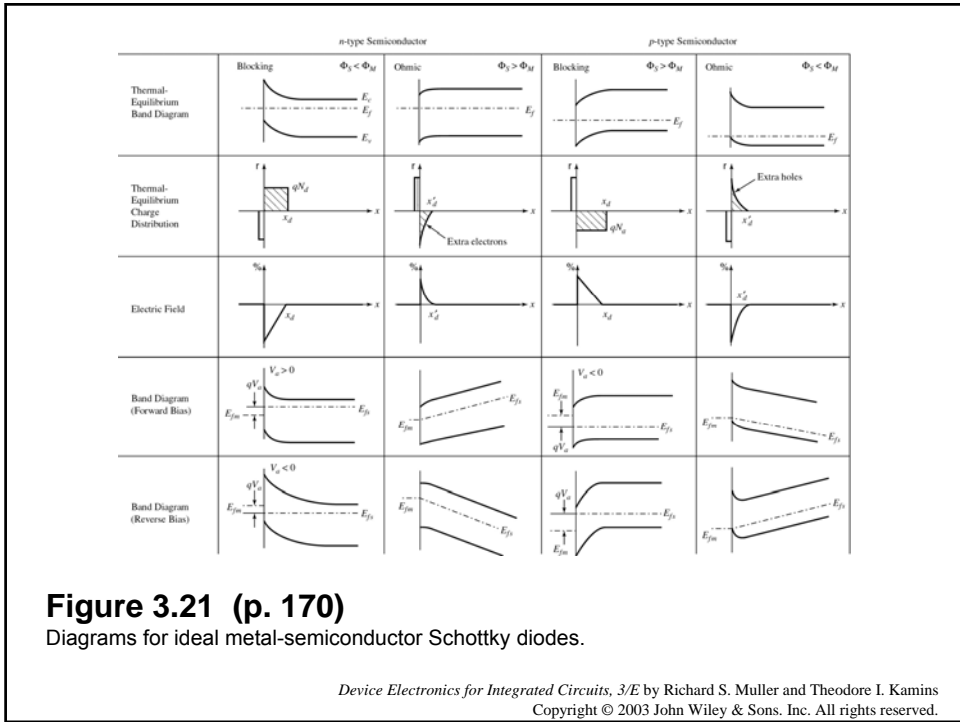 n-type Semiconductor
p-type Semiconductor
Blocking Φ_S < Φ_M
Ohmic Φ_S > Φ_M
Blocking Φ_S > Φ_M
Ohmic Φ_S < Φ_M
Thermal-
Equilibrium
Band Diagram
E_c
E_f
E_v
E_f
E_f
E_f
Thermal-
Equilibrium
Charge
Distribution
r
qN_d
x_d
x
r
x'_d
x
Extra electrons
r
x_d
x
qN_a
r
Extra holes
x'_d
x
Electric Field
%
x_d
x
%
x'_d
x
%
x_d
x
%
x'_d
x
Band Diagram
(Forward Bias)
V_a > 0
qV_a
E_fm
E_fs
E_fm
E_fs
V_a < 0
E_fm
qV_a
E_fs
E_fm
E_fs
Band Diagram
(Reverse Bias)
V_a < 0
qV_a
E_fm
E_fs
E_fm
E_fs
qV_a
E_fm
E_fs
E_fm
E_fs
Figure 3.21 (p. 170)
Diagrams for ideal metal-semiconductor Schottky diodes.
Device Electronics for Integrated Circuits, 3/E by Richard S. Muller and Theodore I. Kamins
Copyright © 2003 John Wiley & Sons. Inc. All rights reserved.